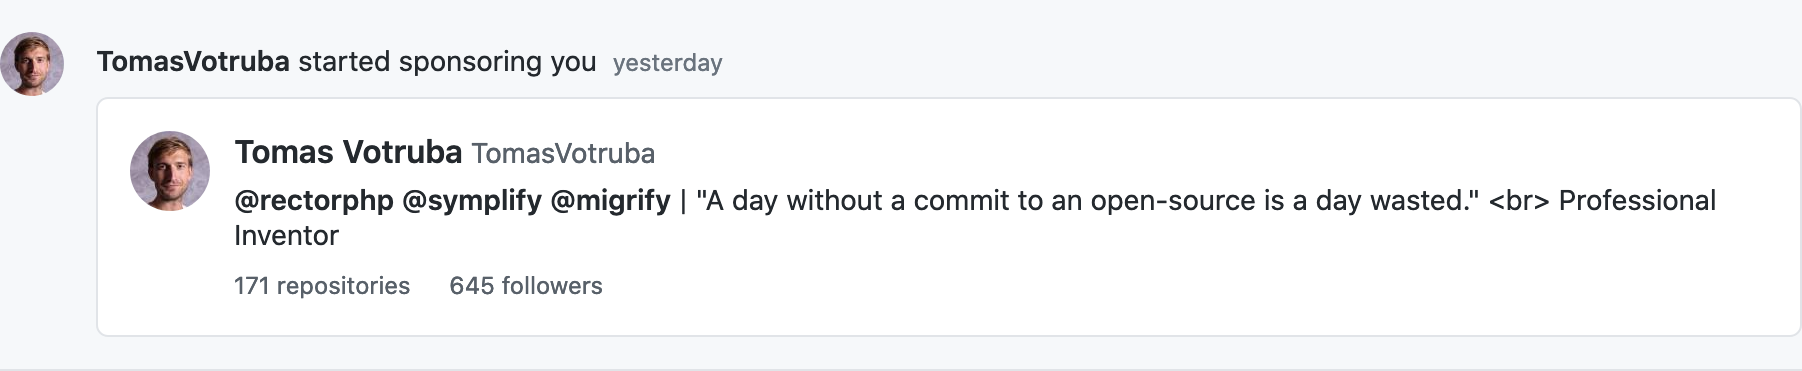 TomasVotruba started sponsoring you yesterday
Tomas Votruba TomasVotruba
@rectorphp @symplify @migrify | "A day without a commit to an open-source is a day wasted." <br> Professional
Inventor
171 repositories 645 followers